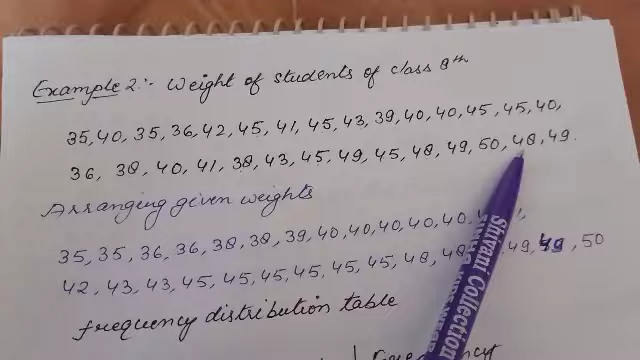 Example 2:- Weight of students of class 8th
35, 40, 35, 36, 42, 45, 41, 45, 43, 39, 40, 40, 45, 45, 40,
36, 38, 40, 41, 38, 43, 45, 49, 45, 48, 49, 50, 48, 49.
Arranging given weights
35, 35, 36, 36, 38, 38, 39, 40, 40, 40, 40, 40,
42, 43, 43, 45, 45, 45, 45, 45, 45, 48, 48, 49, 49, 50
frequency distribution table
Shivani Collection